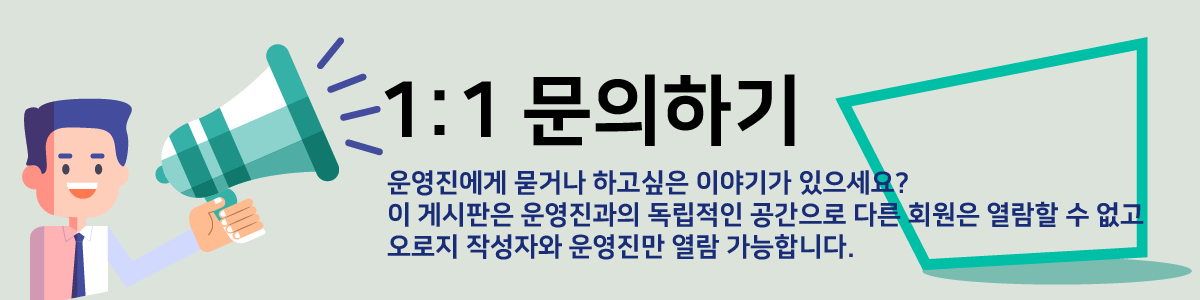 1:1 문의하기
운영진에게 묻거나 하고싶은 이야기가 있으세요?
이 게시판은 운영진과의 독립적인 공간으로 다른 회원은 열람할 수 없고
오로지 작성자와 운영진만 열람 가능합니다.